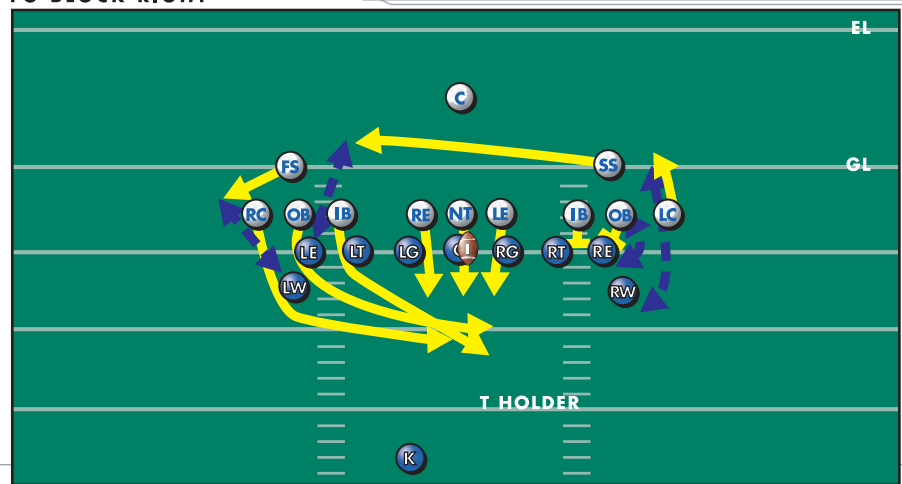 EL
C
GL
FS
SS
RC OB IB RE NT LE IB OB LC
LE LT LG RG RT RE
LW
RW
T HOLDER
K